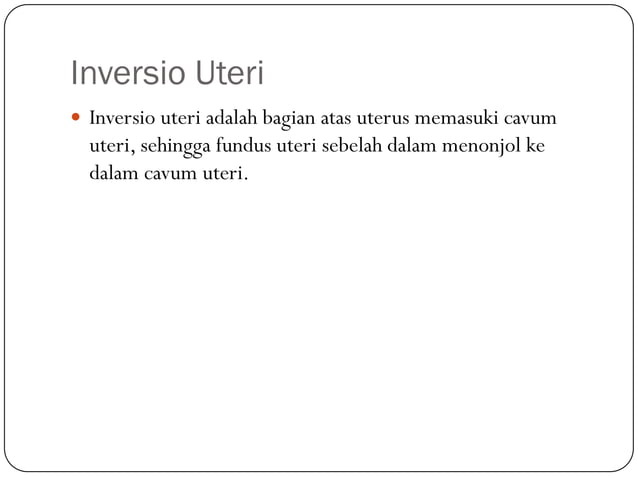 Inversio Uteri
• Inversio uteri adalah bagian atas uterus memasuki cavum
uteri, sehingga fundus uteri sebelah dalam menonjol ke
dalam cavum uteri.